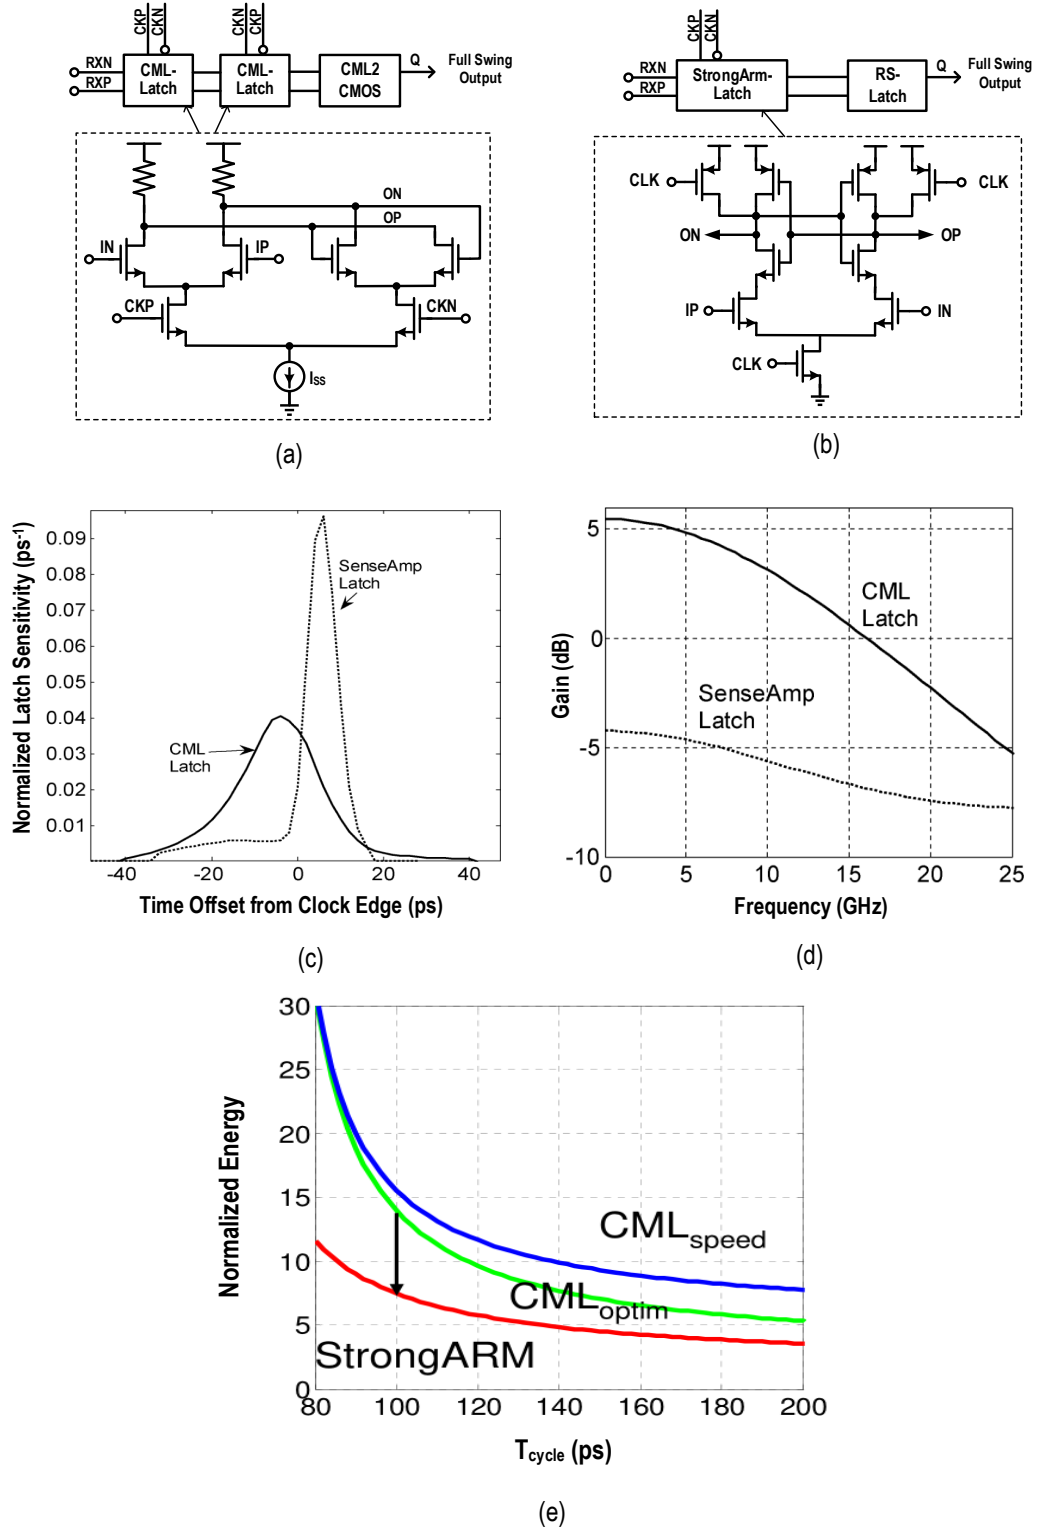 CKP
CKN
CKN
CKP
RXN
RXP
CML-
Latch
CML-
Latch
CML2
CMOS
Q
Full Swing
Output
ON
OP
IN
IP
CKP
CKN
ISS
(a)
CKP
CKN
RXN
RXP
StrongArm-
Latch
RS-
Latch
Q
Full Swing
Output
CLK
CLK
ON
OP
IP
IN
CLK
(b)
Normalized Latch Sensitivity (ps-1)
0.09
0.08
0.07
0.06
0.05
0.04
0.03
0.02
0.01
SenseAmp
Latch
CML
Latch
-40
-20
0
20
40
Time Offset from Clock Edge (ps)
(c)
Gain (dB)
5
0
-5
-10
CML
Latch
SenseAmp
Latch
0
5
10
15
20
25
Frequency (GHz)
(d)
Normalized Energy
30
25
20
15
10
5
0
CMLspeed
CMLoptim
StrongARM
80
100
120
140
160
180
200
Tcycle (ps)
(e)